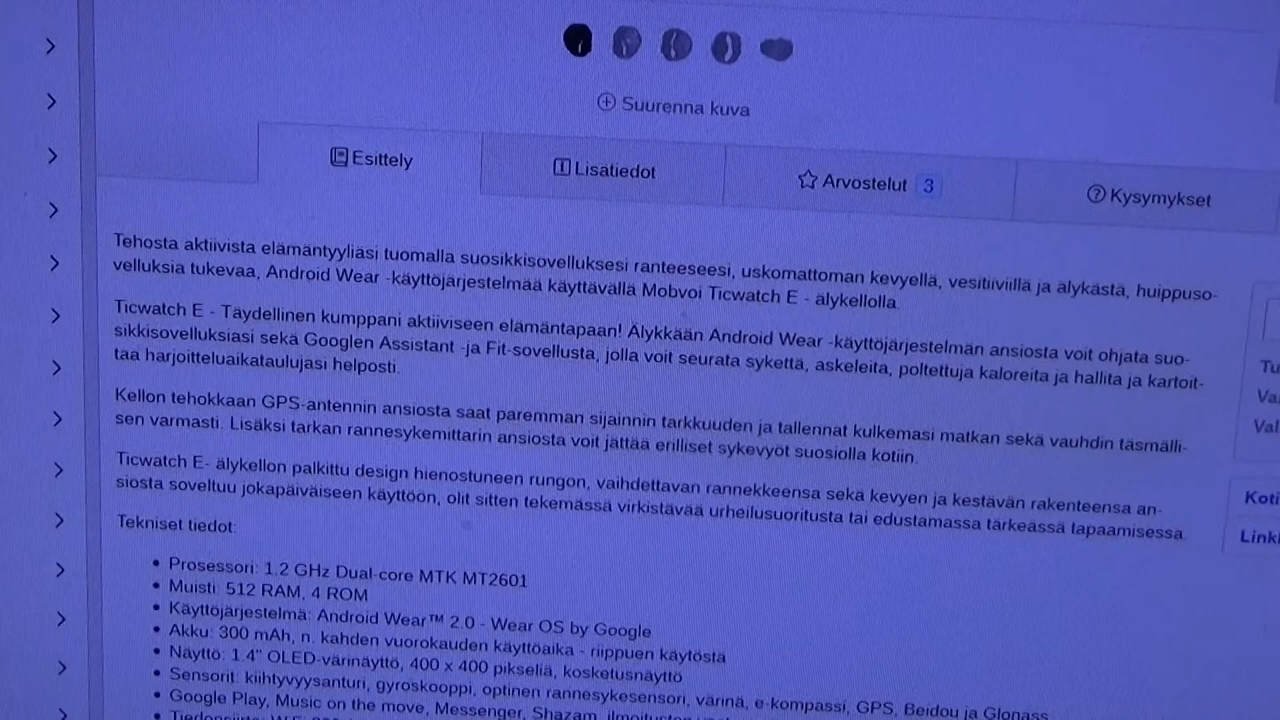 Suurenna kuva
Esittely
Lisätiedot
Arvostelut 3
Kysymykset
Tehosta aktiivista elämäntyyliäsi tuomalla suosikkisovelluksesi ranteeseesi, uskomattoman kevyellä, vesitiiviillä ja älykästä, huippuso-
velluksia tukevaa, Android Wear -käyttöjärjestelmää käyttävällä Mobvoi Ticwatch E - älykellolla.
Ticwatch E - Täydellinen kumppani aktiiviseen elämäntapaan! Älykkään Android Wear -käyttöjärjestelmän ansiosta voit ohjata suo-
sikkisovelluksiasi sekä Googlen Assistant -ja Fit-sovellusta, jolla voit seurata sykettä, askeleita, poltettuja kaloreita ja hallita ja kartoit-
taa harjoitteluaikataulujasi helposti.
Kellon tehokkaan GPS-antennin ansiosta saat paremman sijainnin tarkkuuden ja tallennat kulkemasi matkan sekä vauhdin täsmälli-
sen varmasti. Lisäksi tarkan rannesykemittarin ansiosta voit jättää erilliset sykevyöt suosiolla kotiin.
Ticwatch E- älykellon palkittu design hienostuneen rungon, vaihdettavan rannekkeensa sekä kevyen ja kestävän rakenteensa an-
siosta soveltuu jokapäiväiseen käyttöön, olit sitten tekemässä virkistävää urheilusuoritusta tai edustamassa tärkeässä tapaamisessa.
Tekniset tiedot:
• Prosessori: 1.2 GHz Dual-core MTK MT2601
• Muisti: 512 RAM, 4 ROM
• Käyttöjärjestelmä: Android Wear™ 2.0 - Wear OS by Google
• Akku: 300 mAh, n. kahden vuorokauden käyttöaika - riippuen käytöstä
• Näyttö: 1.4" OLED-värinäyttö, 400 x 400 pikseliä, kosketusnäyttö
• Sensorit: kiihtyvyysanturi, gyroskooppi, optinen rannesykesensori, värinä, e-kompassi, GPS, Beidou ja Glonass
• Google Play, Music on the move, Messenger, Shazam,
Tu
Va
Val
Koti
Linkk